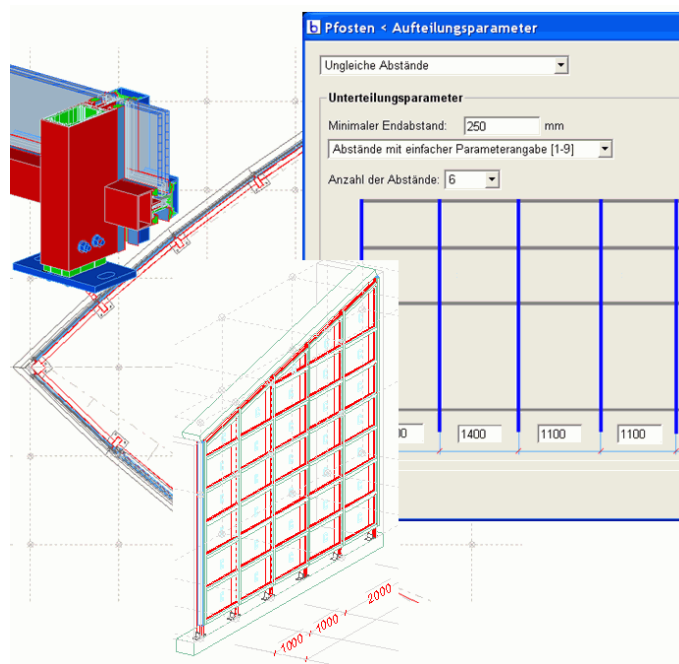 b Pfosten < Aufteilungsparameter
Ungleiche Abstände
Unterteilungsparameter
Minimaler Endabstand: 250 mm
Abstände mit einfacher Parameterangabe [1-9]
Anzahl der Abstände: 6
1400 1100 1100
1000 1000 2000